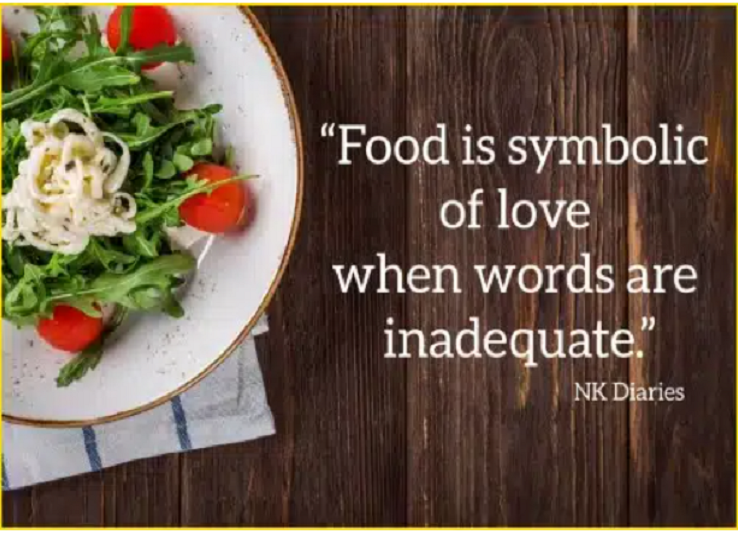 “Food is symbolic
of love
when words are
inadequate.”
NK Diaries